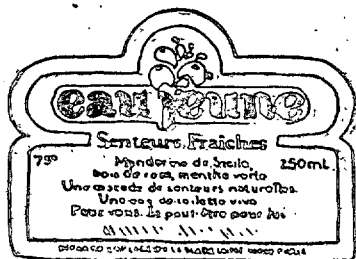 eau jeune
Senteurs Fraîches
79° 250ml
Mandarine de Sicile,
bois de rose, menthe verte
Une cascade de senteurs naturelles.
Une eau de toilette vive
Pour vous. Et peut-être pour lui